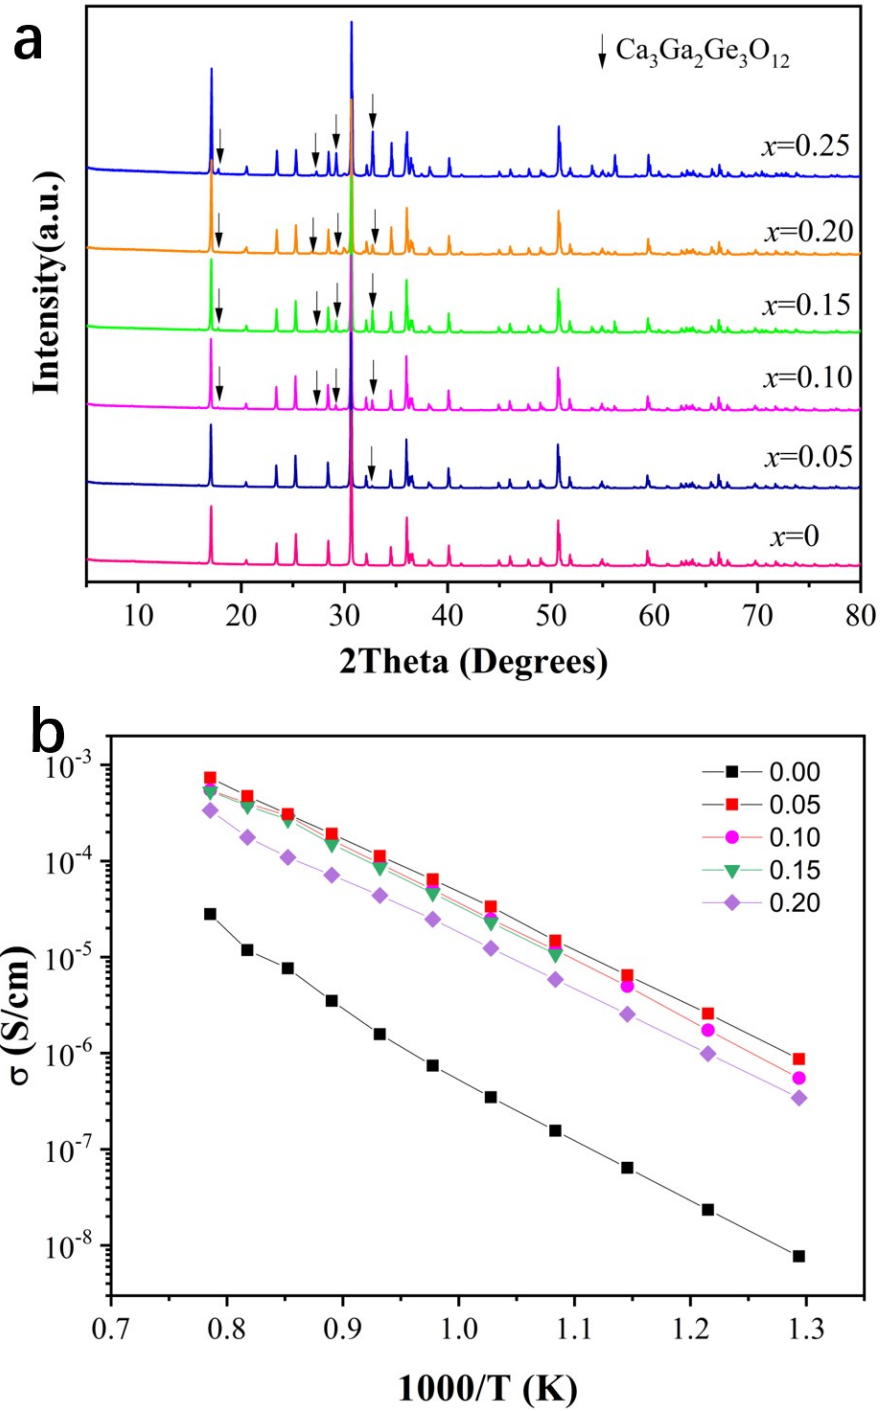 a
Ca₃Ga₂Ge₃O₁₂
x=0.25
x=0.20
x=0.15
x=0.10
x=0.05
x=0
Intensity(a.u.)
10 20 30 40 50 60 70 80
2Theta (Degrees)
b
10⁻³
10⁻⁴
10⁻⁵
10⁻⁶
10⁻⁷
10⁻⁸
σ (S/cm)
0.00
0.05
0.10
0.15
0.20
0.7 0.8 0.9 1.0 1.1 1.2 1.3
1000/T (K)